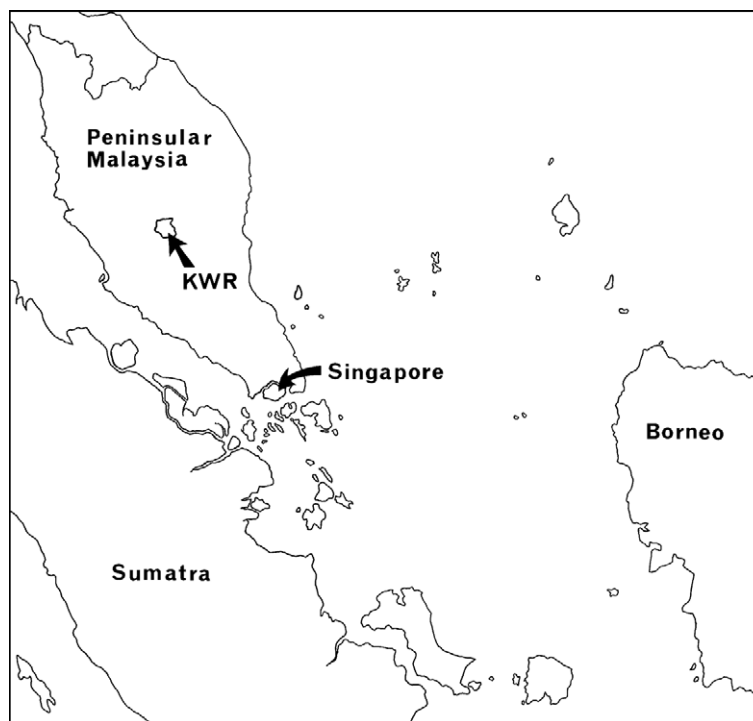 Peninsular
Malaysia
KWR
Singapore
Borneo
Sumatra